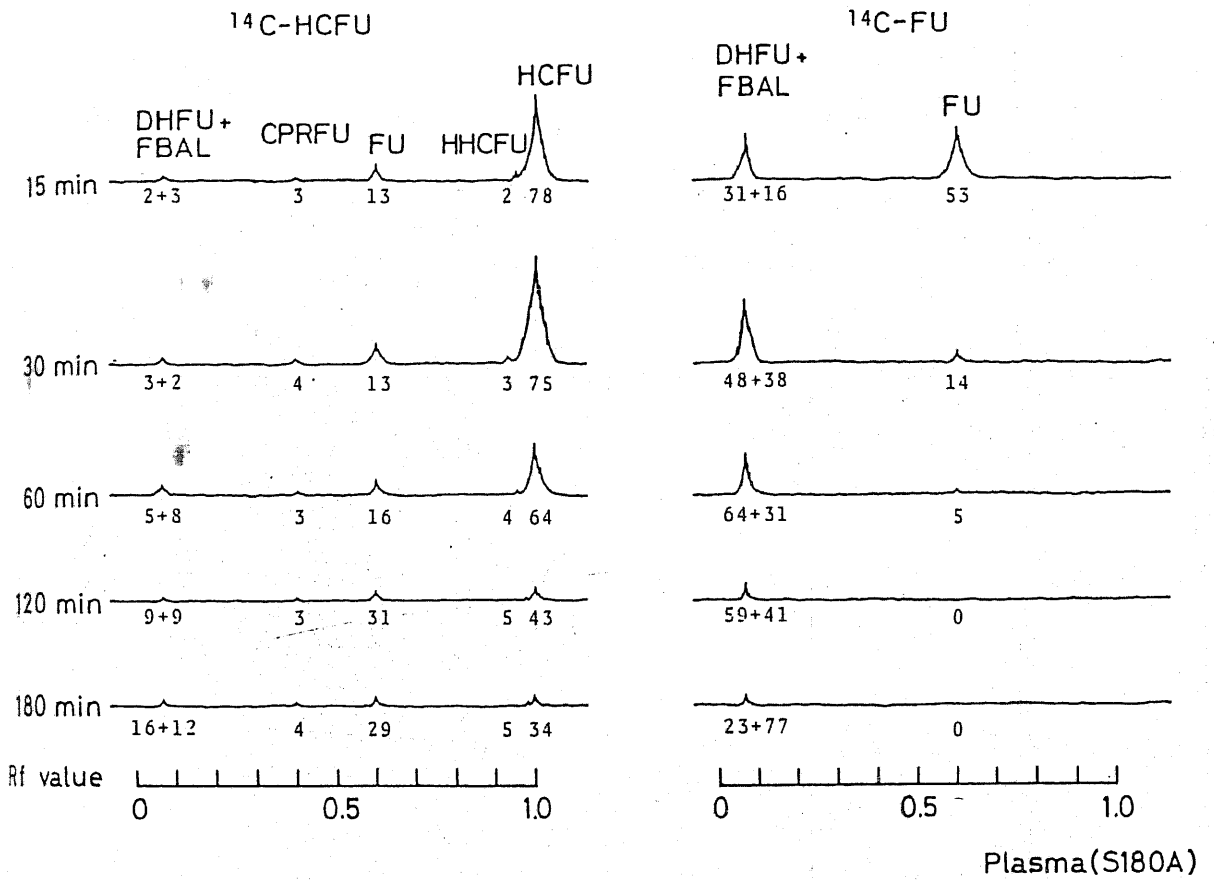 ¹⁴C-HCFU
¹⁴C-FU
DHFU+
FBAL
CPRFU
FU
HHCFU
HCFU
DHFU+
FBAL
FU
15 min
2+3 3 13 2 78
31+16 53
30 min
3+2 4 13 3 75
48+38 14
60 min
5+8 3 16 4 64
64+31 5
120 min
9+9 3 31 5 43
59+41 0
180 min
16+12 4 29 5 34
23+77 0
Rf value
0 0.5 1.0
0 0.5 1.0
Plasma(S180A)